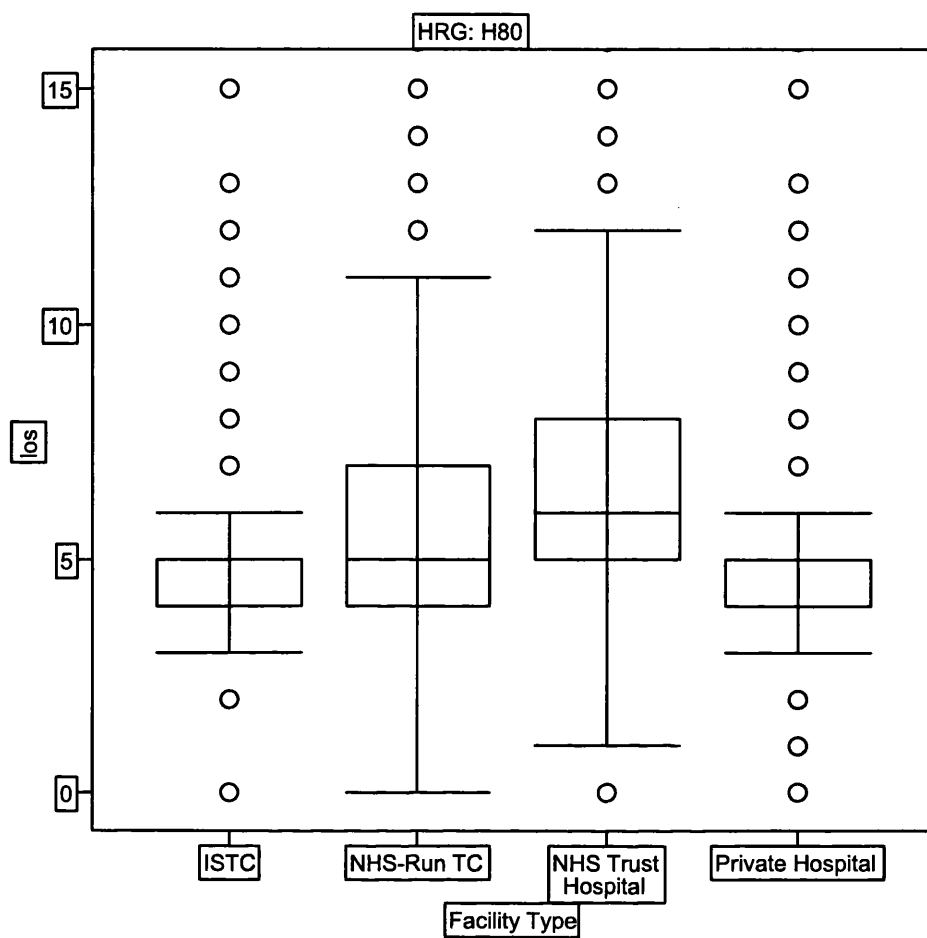 HRG: H80
15
10
5
0
los
ISTC
NHS-Run TC
NHS Trust
Hospital
Private Hospital
Facility Type